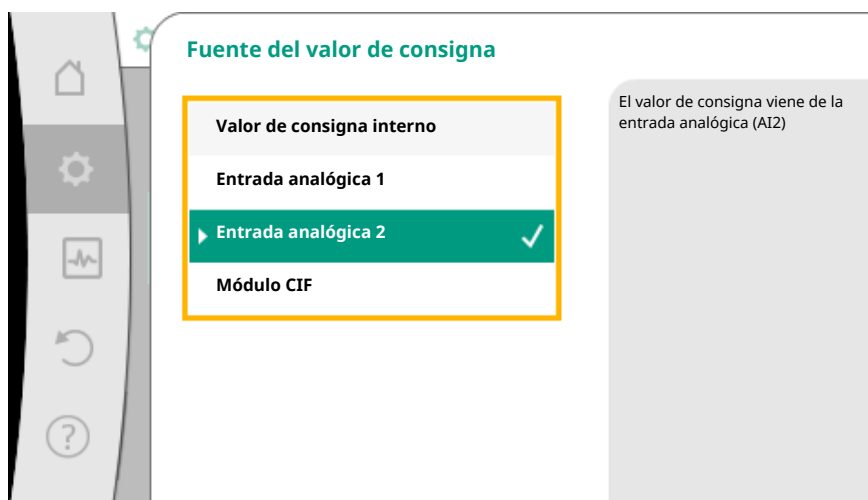 Fuente del valor de consigna
Valor de consigna interno
Entrada analógica 1
Entrada analógica 2
Módulo CIF
El valor de consigna viene de la
entrada analógica (AI2)
?